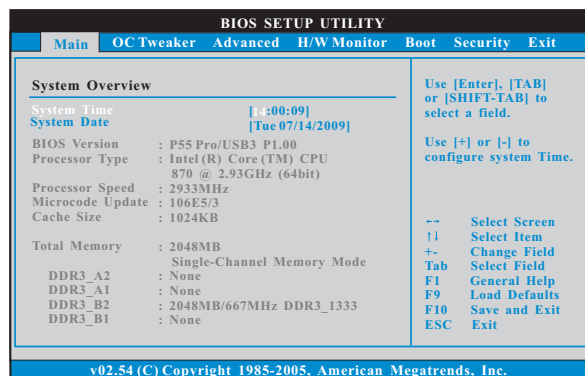 BIOS SETUP UTILITY
Main OC Tweaker Advanced H/W Monitor Boot Security Exit
System Overview
System Time [14:00:09]
System Date [Tue 07/14/2009]
BIOS Version : P55 Pro/USB3 P1.00
Processor Type : Intel (R) Core (TM) CPU
870 @ 2.93GHz (64bit)
Processor Speed : 2933MHz
Microcode Update : 106E5/3
Cache Size : 1024KB
Total Memory : 2048MB
Single-Channel Memory Mode
DDR3_A2 : None
DDR3_A1 : None
DDR3_B2 : 2048MB/667MHz DDR3_1333
DDR3_B1 : None
Use [Enter], [TAB]
or [SHIFT-TAB] to
select a field.
Use [+] or [-] to
configure system Time.
←→ Select Screen
↑↓ Select Item
+- Change Field
Tab Select Field
F1 General Help
F9 Load Defaults
F10 Save and Exit
ESC Exit
v02.54 (C) Copyright 1985-2005, American Megatrends, Inc.